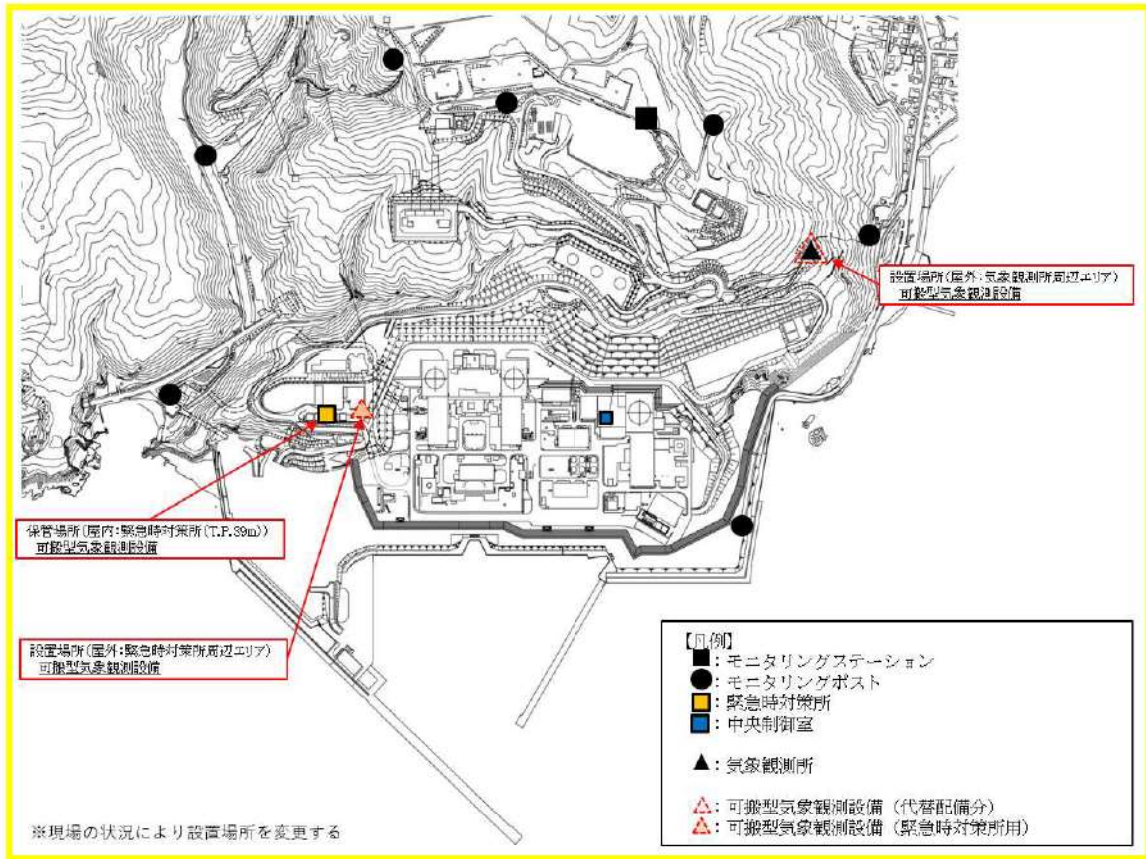 設置場所(屋外:気象観測所周辺エリア)
可搬型気象観測設備
保管場所(屋内:緊急時対策所(T.P.39m))
可搬型気象観測設備
設置場所(屋外:緊急時対策所周辺エリア)
可搬型気象観測設備
【凡例】
■:モニタリングステーション
●:モニタリングポスト
:緊急時対策所
:中央制御室
▲:気象観測所
△:可搬型気象観測設備(代替配備分)
△:可搬型気象観測設備(緊急時対策所用)
※現場の状況により設置場所を変更する